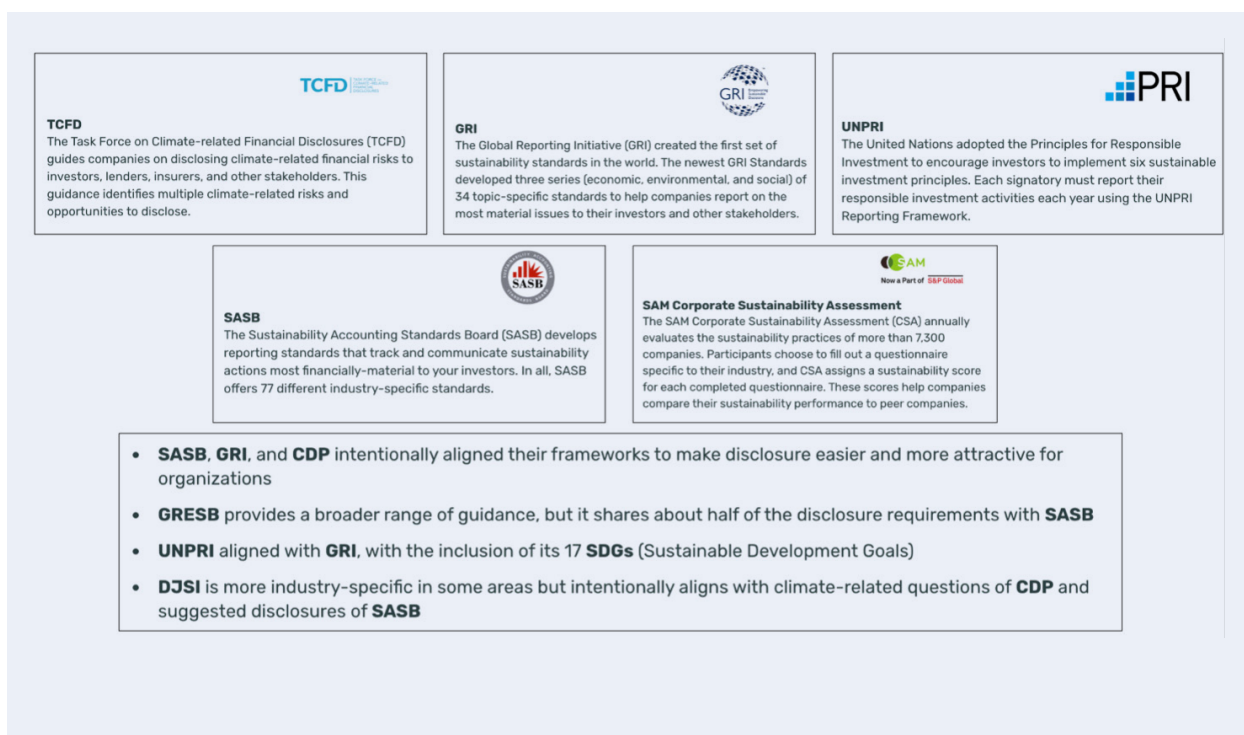 TCFD
TCFD
The Task Force on Climate-related Financial Disclosures (TCFD)
guides companies on disclosing climate-related financial risks to
investors, lenders, insurers, and other stakeholders. This
guidance identifies multiple climate-related risks and
opportunities to disclose.
GRI
GRI
The Global Reporting Initiative (GRI) created the first set of
sustainability standards in the world. The newest GRI Standards
developed three series (economic, environmental, and social) of
34 topic-specific standards to help companies report on the
most material issues to their investors and other stakeholders.
PRI
UNPRI
The United Nations adopted the Principles for Responsible
Investment to encourage investors to implement six sustainable
investment principles. Each signatory must report their
responsible investment activities each year using the UNPRI
Reporting Framework.
SASB
SASB
The Sustainability Accounting Standards Board (SASB) develops
reporting standards that track and communicate sustainability
actions most financially-material to your investors. In all, SASB
offers 77 different industry-specific standards.
SAM
Now a Part of S&P Global
SAM Corporate Sustainability Assessment
The SAM Corporate Sustainability Assessment (CSA) annually
evaluates the sustainability practices of more than 7,300
companies. Participants choose to fill out a questionnaire
specific to their industry, and CSA assigns a sustainability score
for each completed questionnaire. These scores help companies
compare their sustainability performance to peer companies.
• SASB, GRI, and CDP intentionally aligned their frameworks to make disclosure easier and more attractive for
organizations
• GRESB provides a broader range of guidance, but it shares about half of the disclosure requirements with SASB
• UNPRI aligned with GRI, with the inclusion of its 17 SDGs (Sustainable Development Goals)
• DJSI is more industry-specific in some areas but intentionally aligns with climate-related questions of CDP and
suggested disclosures of SASB